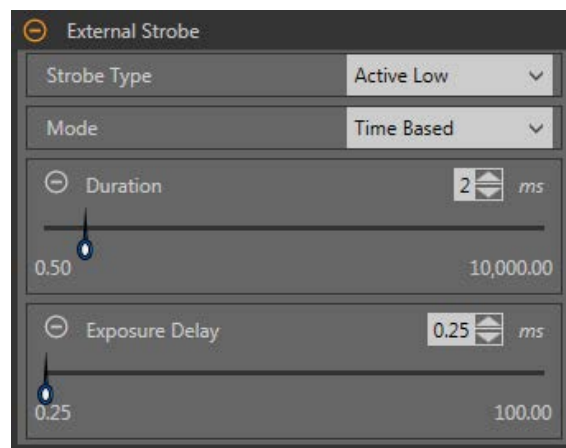 External Strobe
Strobe Type Active Low
Mode Time Based
Duration 2 ms
0.50 10,000.00
Exposure Delay 0.25 ms
0.25 100.00